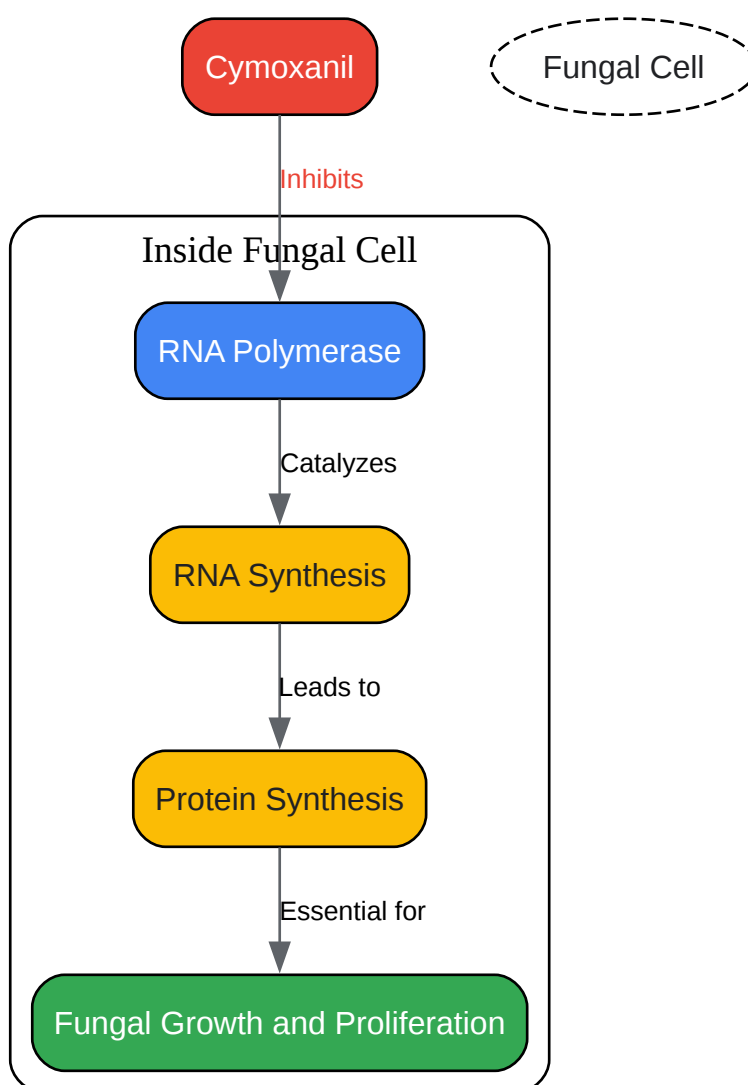 Cymoxanil
Fungal Cell
Inhibits
Inside Fungal Cell
RNA Polymerase
Catalyzes
RNA Synthesis
Leads to
Protein Synthesis
Essential for
Fungal Growth and Proliferation